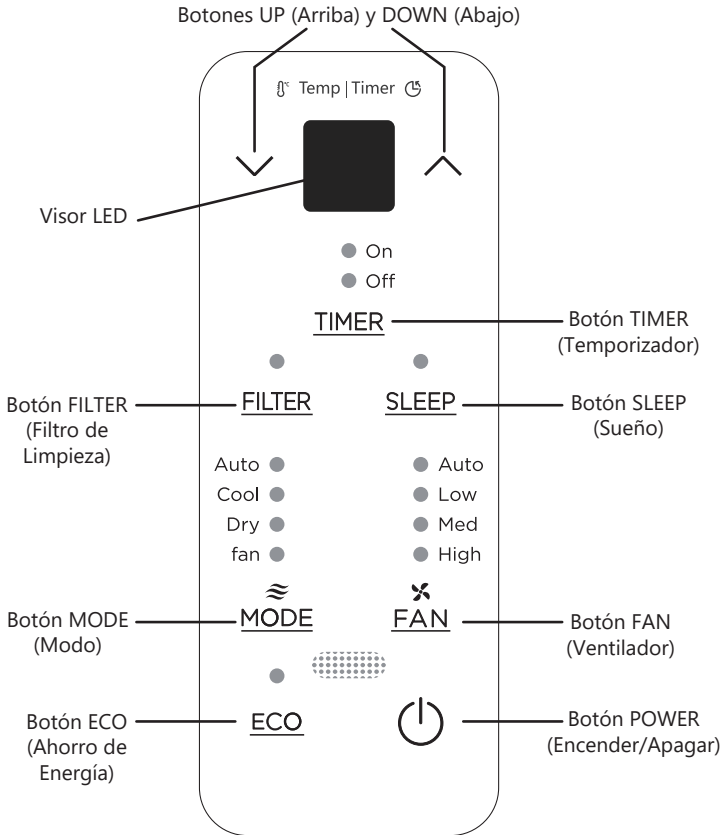 Botones UP (Arriba) y DOWN (Abajo)
°C Temp | Timer
Visor LED
On
Off
TIMER
Botón TIMER
(Temporizador)
Botón FILTER
(Filtro de
Limpieza)
FILTER
SLEEP
Botón SLEEP
(Sueño)
Auto
Cool
Dry
fan
Auto
Low
Med
High
Botón MODE
(Modo)
MODE
FAN
Botón FAN
(Ventilador)
Botón ECO
(Ahorro de
Energía)
ECO
Botón POWER
(Encender/Apagar)